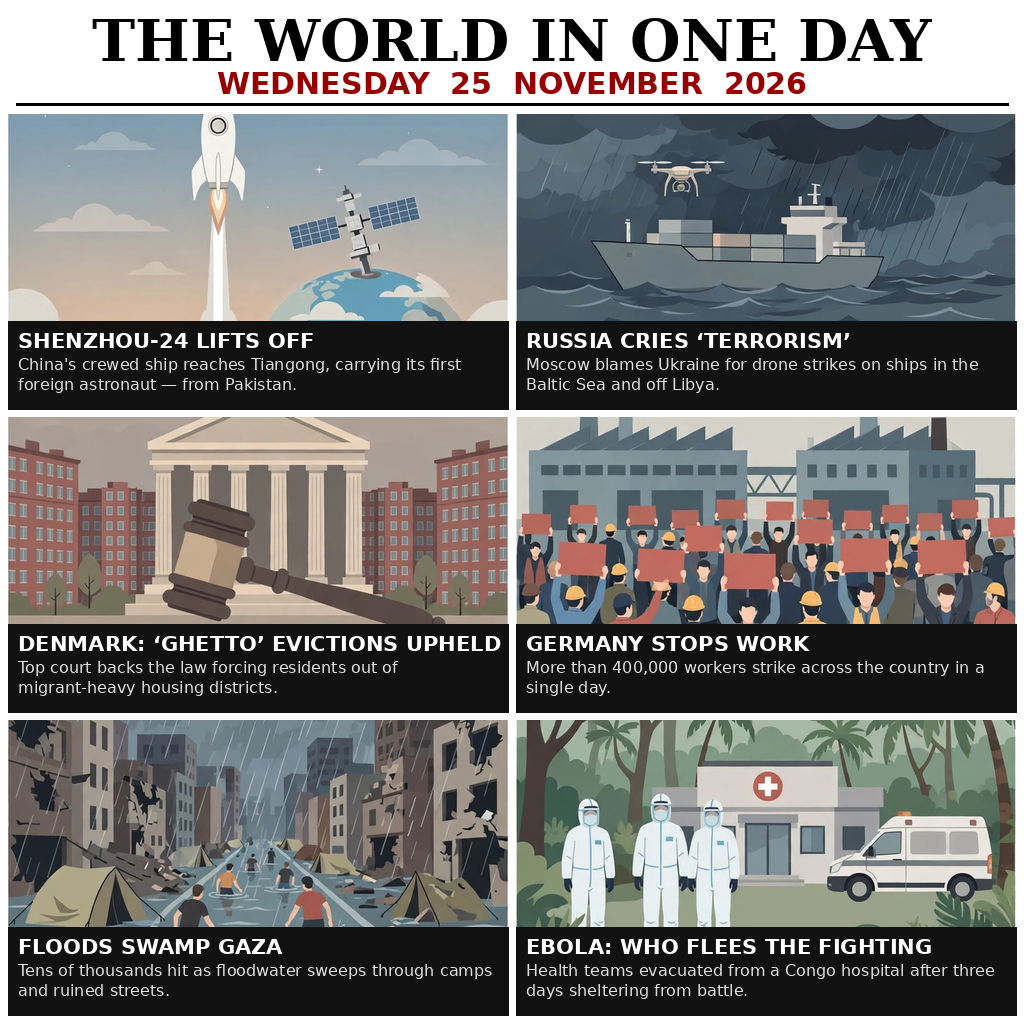 THE WORLD IN ONE DAY
WEDNESDAY 25 NOVEMBER 2026
SHENZHOU-24 LIFTS OFF
China's crewed ship reaches Tiangong, carrying its first
foreign astronaut — from Pakistan.
RUSSIA CRIES ‘TERRORISM’
Moscow blames Ukraine for drone strikes on ships in the
Baltic Sea and off Libya.
DENMARK: ‘GHETTO’ EVICTIONS UPHELD
Top court backs the law forcing residents out of
migrant-heavy housing districts.
GERMANY STOPS WORK
More than 400,000 workers strike across the country in a
single day.
FLOODS SWAMP GAZA
Tens of thousands hit as floodwater sweeps through camps
and ruined streets.
EBOLA: WHO FLEES THE FIGHTING
Health teams evacuated from a Congo hospital after three
days sheltering from battle.